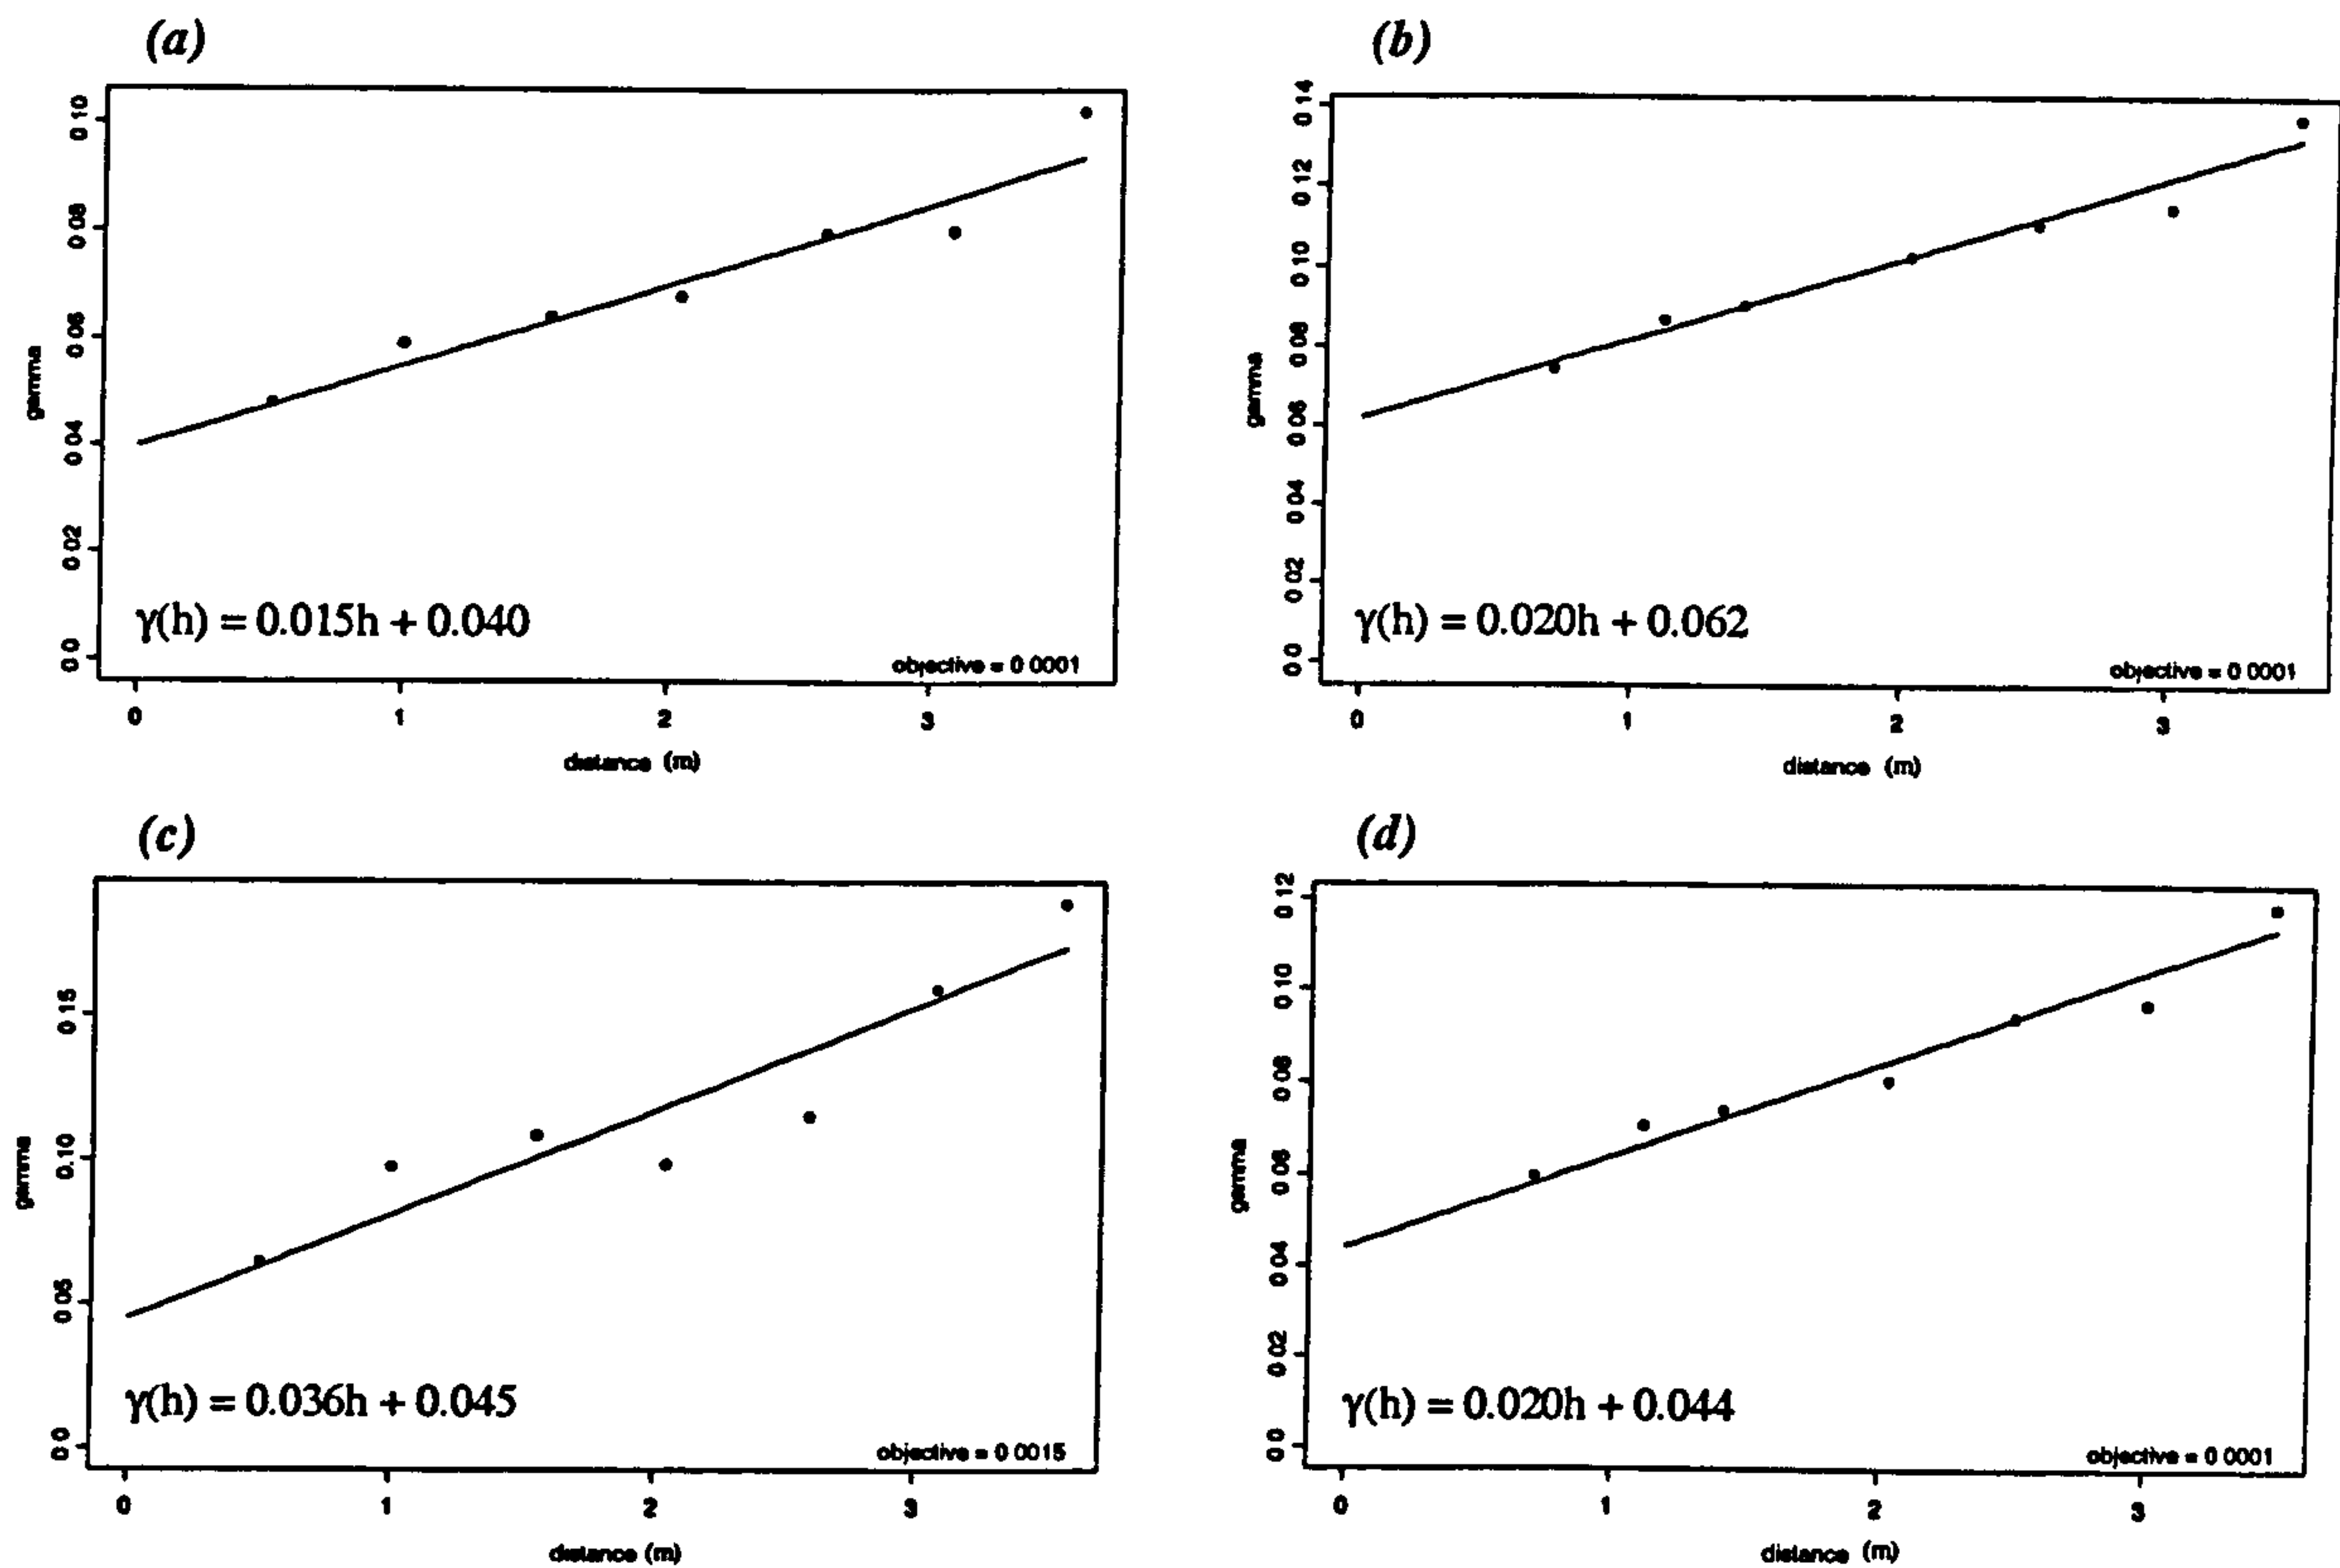 (a)
0 10
0 08
0 06
0 04
0 02
0 0
gamma
γ(h) = 0.015h + 0.040
objective = 0 0001
0 1 2 3
distance (m)
(b)
0 14
0 12
0 10
0 08
0 06
0 04
0 02
0 0
gamma
γ(h) = 0.020h + 0.062
objective = 0 0001
0 1 2 3
distance (m)
(c)
0 15
0.10
0 05
0 0
gamma
γ(h) = 0.036h + 0.045
objective = 0 0015
0 1 2 3
distance (m)
(d)
0 12
0 10
0 08
0 06
0 04
0 02
0 0
gamma
γ(h) = 0.020h + 0.044
objective = 0 0001
0 1 2 3
distance (m)